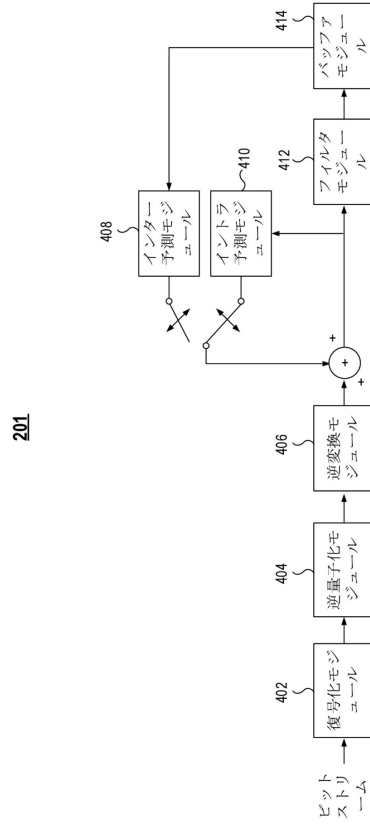 201
ビット
ストリ
ーム
402
復号化モジ
ュール
404
逆量子化モ
ジュール
406
逆変換モ
ジュール
+
+
+
408
インター
予測モジ
ュール
410
イントラ
予測モジ
ュール
412
フィルタ
モジュー
ル
414
バッファ
モジュー
ル